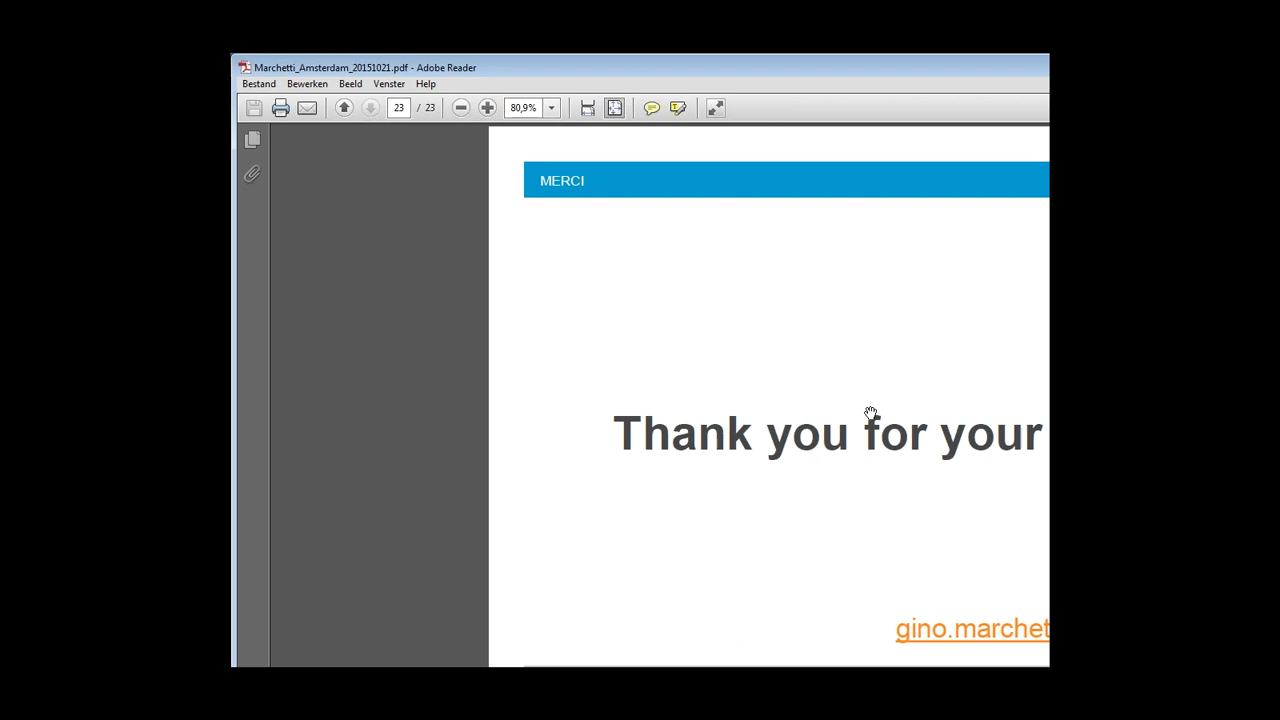 Marchetti_Amsterdam_20151021.pdf - Adobe Reader
Bestand Bewerken Beeld Venster Help
23 / 23 80,9%
MERCI
Thank you for your
gino.marchet